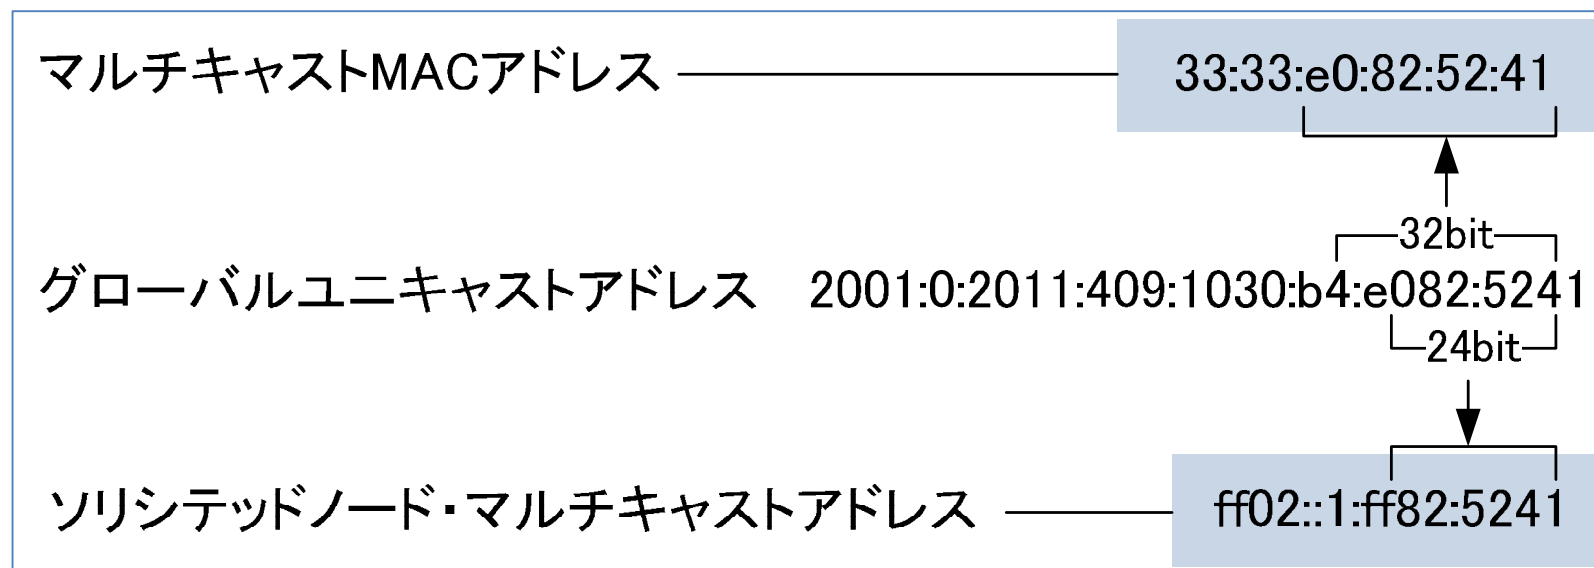 マルチキャストMACアドレス 33:33:e0:82:52:41
32bit
グローバルユニキャストアドレス 2001:0:2011:409:1030:b4:e082:5241
24bit
ソリシテッドノード・マルチキャストアドレス ff02::1:ff82:5241